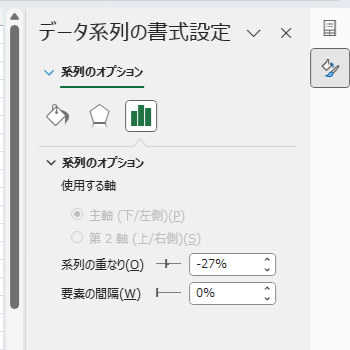 データ系列の書式設定
系列のオプション
系列のオプション
使用する軸
主軸 (下/左側)(P)
第 2 軸 (上/右側)(S)
系列の重なり(O)
-27%
要素の間隔(W)
0%